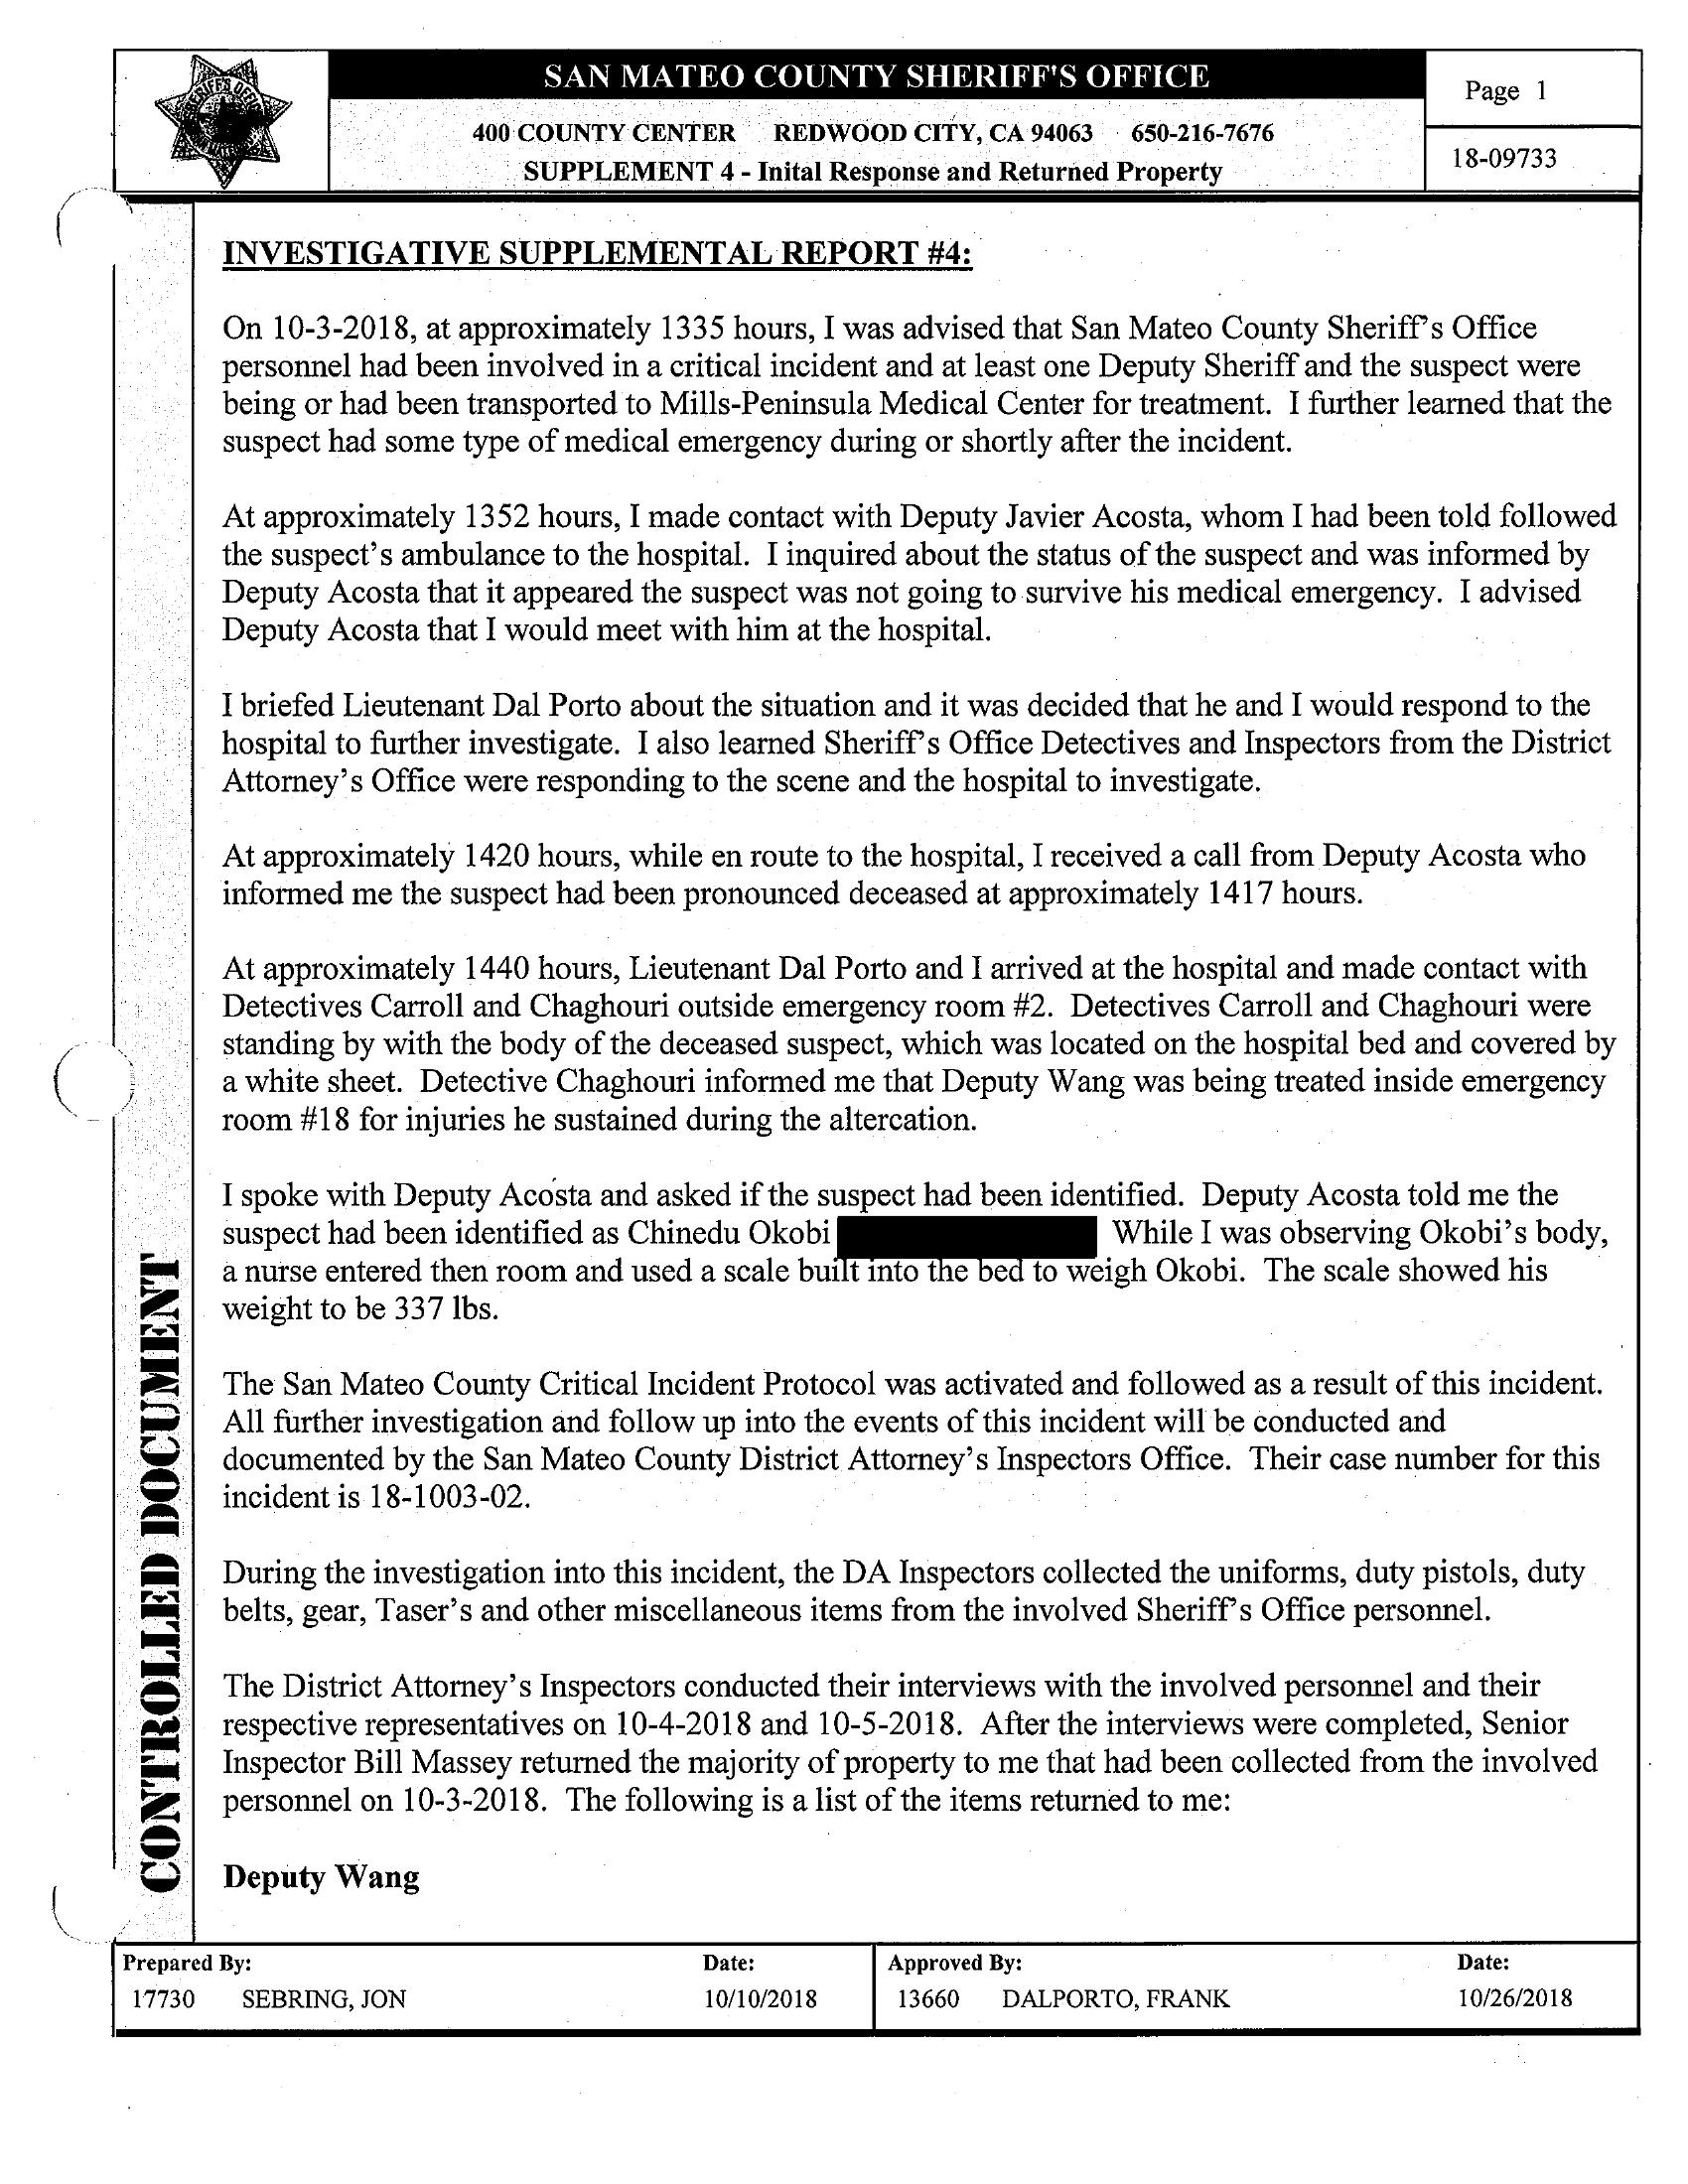 SAN MATEO COUNTY SHERIFF'S OFFICE
Page 1
400 COUNTY CENTER REDWOOD CITY, CA 94063 650-216-7676
18-09733
SUPPLEMENT 4 - Inital Response and Returned Property
INVESTIGATIVE SUPPLEMENTAL REPORT #4:
On 10-3-2018, at approximately 1335 hours, I was advised that San Mateo County Sheriff's Office
personnel had been involved in a critical incident and at least one Deputy Sheriff and the suspect were
being or had been transported to Mills-Peninsula Medical Center for treatment. I further learned that the
suspect had some type of medical emergency during or shortly after the incident.
At approximately 1352 hours, I made contact with Deputy Javier Acosta, whom I had been told followed
the suspect's ambulance to the hospital. I inquired about the status of the suspect and was informed by
Deputy Acosta that it appeared the suspect was not going to survive his medical emergency. I advised
Deputy Acosta that I would meet with him at the hospital.
I briefed Lieutenant Dal Porto about the situation and it was decided that he and I would respond to the
hospital to further investigate. I also learned Sheriff's Office Detectives and Inspectors from the District
Attorney's Office were responding to the scene and the hospital to investigate.
At approximately 1420 hours, while en route to the hospital, I received a call from Deputy Acosta who
informed me the suspect had been pronounced deceased at approximately 1417 hours.
At approximately 1440 hours, Lieutenant Dal Porto and I arrived at the hospital and made contact with
Detectives Carroll and Chaghouri outside emergency room #2. Detectives Carroll and Chaghouri were
standing by with the body of the deceased suspect, which was located on the hospital bed and covered by
a white sheet. Detective Chaghouri informed me that Deputy Wang was being treated inside emergency
room #18 for injuries he sustained during the altercation.
I spoke with Deputy Acosta and asked if the suspect had been identified. Deputy Acosta told me the
suspect had been identified as Chinedu Okobi While I was observing Okobi's body,
a nurse entered then room and used a scale built into the bed to weigh Okobi. The scale showed his
weight to be 337 lbs.
The San Mateo County Critical Incident Protocol was activated and followed as a result of this incident.
All further investigation and follow up into the events of this incident will be conducted and
documented by the San Mateo County District Attorney's Inspectors Office. Their case number for this
incident is 18-1003-02.
During the investigation into this incident, the DA Inspectors collected the uniforms, duty pistols, duty
belts, gear, Taser's and other miscellaneous items from the involved Sheriff's Office personnel.
The District Attorney's Inspectors conducted their interviews with the involved personnel and their
respective representatives on 10-4-2018 and 10-5-2018. After the interviews were completed, Senior
Inspector Bill Massey returned the majority of property to me that had been collected from the involved
personnel on 10-3-2018. The following is a list of the items returned to me:
Deputy Wang
CONTROLLED DOCUMENT
Prepared By: Date: Approved By: Date:
17730 SEBRING, JON 10/10/2018 13660 DALPORTO, FRANK 10/26/2018